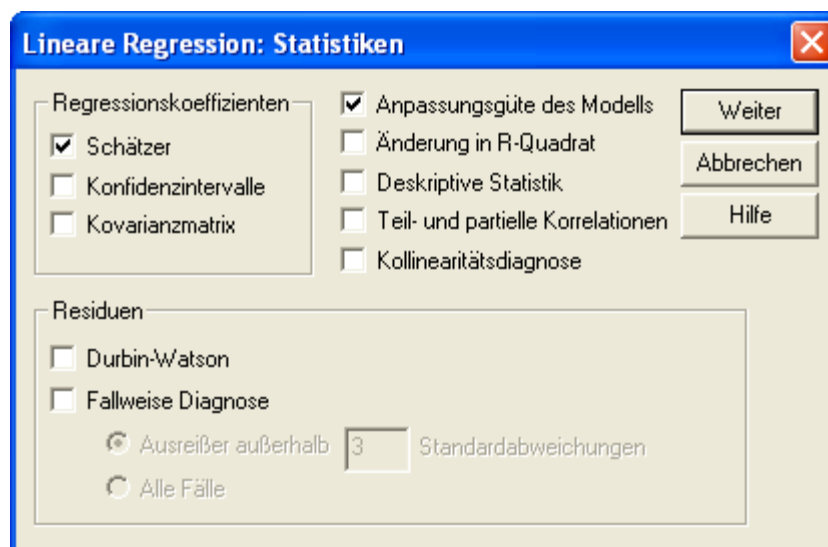 Lineare Regression: Statistiken
Regressionskoeffizienten
Schätzer
Konfidenzintervalle
Kovarianzmatrix
Anpassungsgüte des Modells
Änderung in R-Quadrat
Deskriptive Statistik
Teil- und partielle Korrelationen
Kollinearitätsdiagnose
Weiter
Abbrechen
Hilfe
Residuen
Durbin-Watson
Fallweise Diagnose
Ausreißer außerhalb 3 Standardabweichungen
Alle Fälle